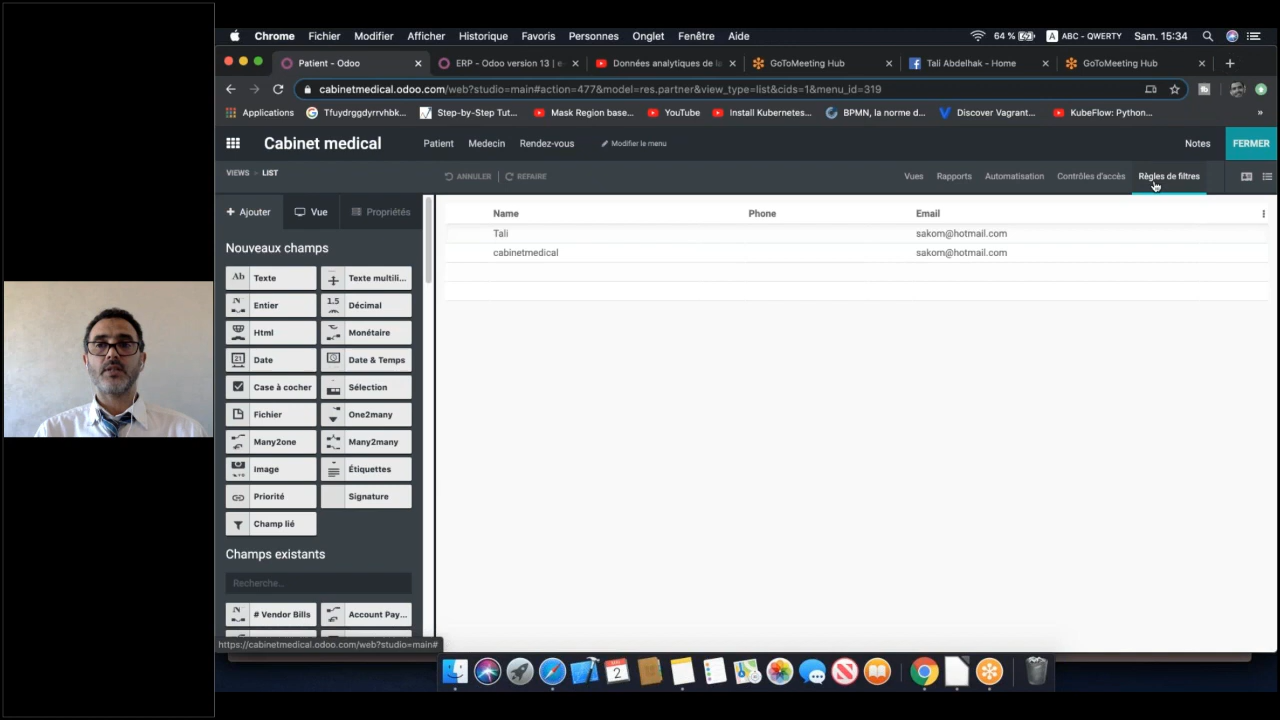 Chrome Fichier Modifier Afficher Historique Favoris Personnes Onglet Fenêtre Aide 64 % A ABC - QWERTY Sam. 15:34
Patient - Odoo ERP - Odoo version 13 | e Données analytiques de la GoToMeeting Hub Tali Abdelhak - Home GoToMeeting Hub
cabinetmedical.odoo.com/web?studio=main#action=477&model=res.partner&view_type=list&cids=1&menu_id=319
Applications Tfuydrggdyrrvhbk... Step-by-Step Tut... Mask Region base... YouTube Install Kubernetes... BPMN, la norme d... Discover Vagrant... KubeFlow: Python... »
Cabinet medical Patient Medecin Rendez-vous Modifier le menu Notes FERMER
VIEWS > LIST ANNULER REFAIRE Vues Rapports Automatisation Contrôles d'accès Règles de filtres
+ Ajouter Vue Propriétés
Name Phone Email
Tali sakom@hotmail.com
cabinetmedical sakom@hotmail.com
Nouveaux champs
Ab Texte Texte multili...
Entier 1.5 Décimal
Html Monétaire
21 Date Date & Temps
Case à cocher Sélection
Fichier One2many
Many2one Many2many
Image Étiquettes
Priorité Signature
Champ lié
Champs existants
Recherche...
# Vendor Bills Account Pay...
https://cabinetmedical.odoo.com/web?studio=main#
2